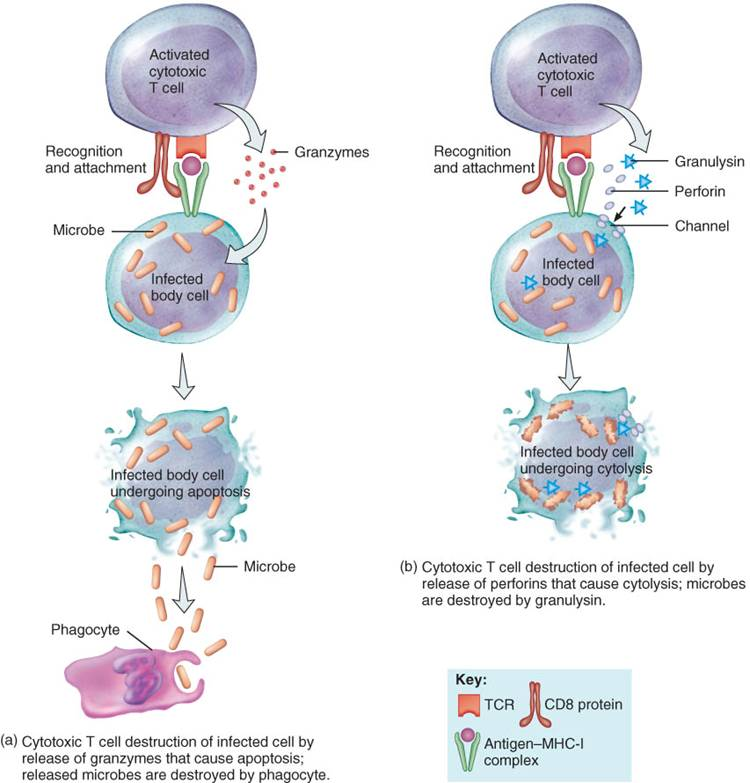 Activated
cytotoxic
T cell
Recognition
and attachment
Granzymes
Microbe
Infected
body cell
Infected body cell
undergoing apoptosis
Microbe
Phagocyte
(a) Cytotoxic T cell destruction of infected cell by
release of granzymes that cause apoptosis;
released microbes are destroyed by phagocyte.
Activated
cytotoxic
T cell
Recognition
and attachment
Granulysin
Perforin
Channel
Infected
body cell
Infected body cell
undergoing cytolysis
(b) Cytotoxic T cell destruction of infected cell by
release of perforins that cause cytolysis; microbes
are destroyed by granulysin.
Key:
TCR
CD8 protein
Antigen–MHC-I
complex